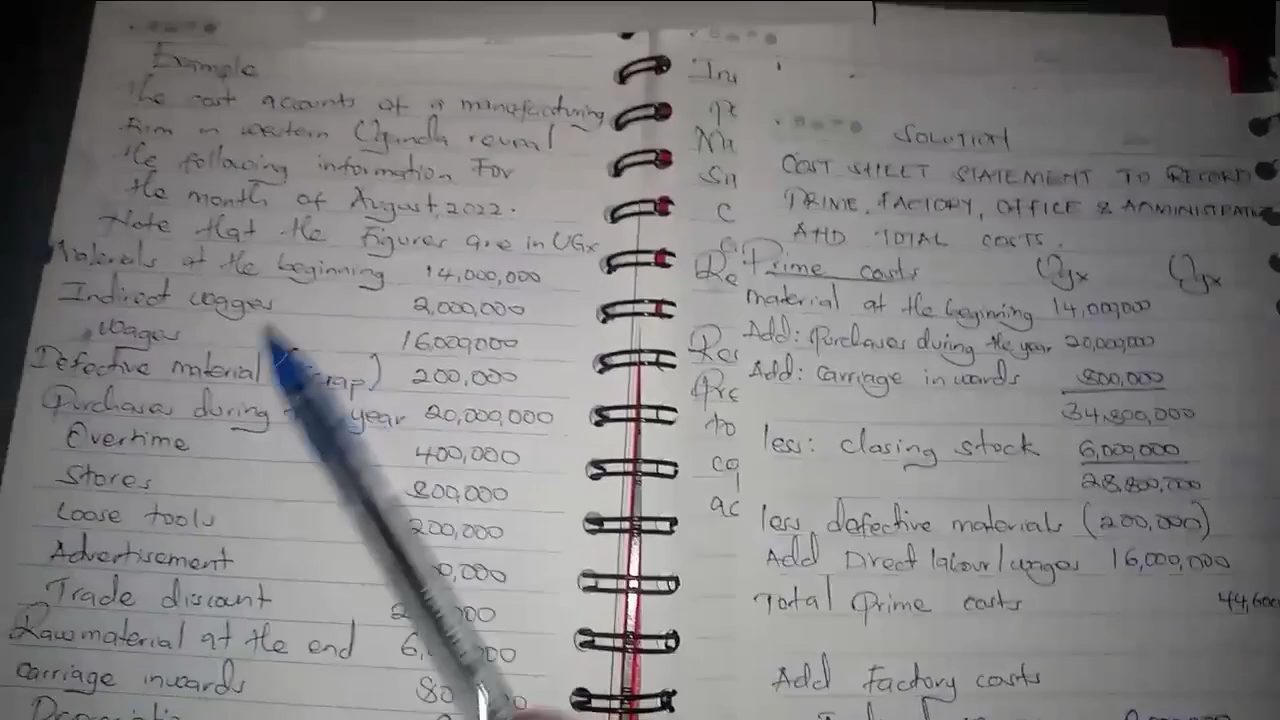 Example
The cost accounts of a manufacturing
firm in western Uganda reveal
the following information For
the month of August, 2022.
Note that the Figures are in UGx
Materials at the beginning 14,000,000
Indirect wages 2,000,000
wages 16,000,000
Defective material 200,000
Purchases during year 20,000,000
Overtime 400,000
Stores 800,000
Loose tools 200,000
Advertisement
Trade discount
Raw material at the end
Carriage inwards
SOLUTION
COST SHEET STATEMENT TO RECORD
PRIME, FACTORY, OFFICE & ADMINISTRATIVE
AND TOTAL COSTS.
Prime costs Ugx Ugx
material at the beginning 14,000,000
Add: Purchases during the year 20,000,000
Add: Carriage inwards 800,000
34,800,000
less: closing stock 6,000,000
28,800,000
less defective materials (200,000)
Add Direct labour/wages 16,000,000
Total prime costs 44,600
Add Factory costs